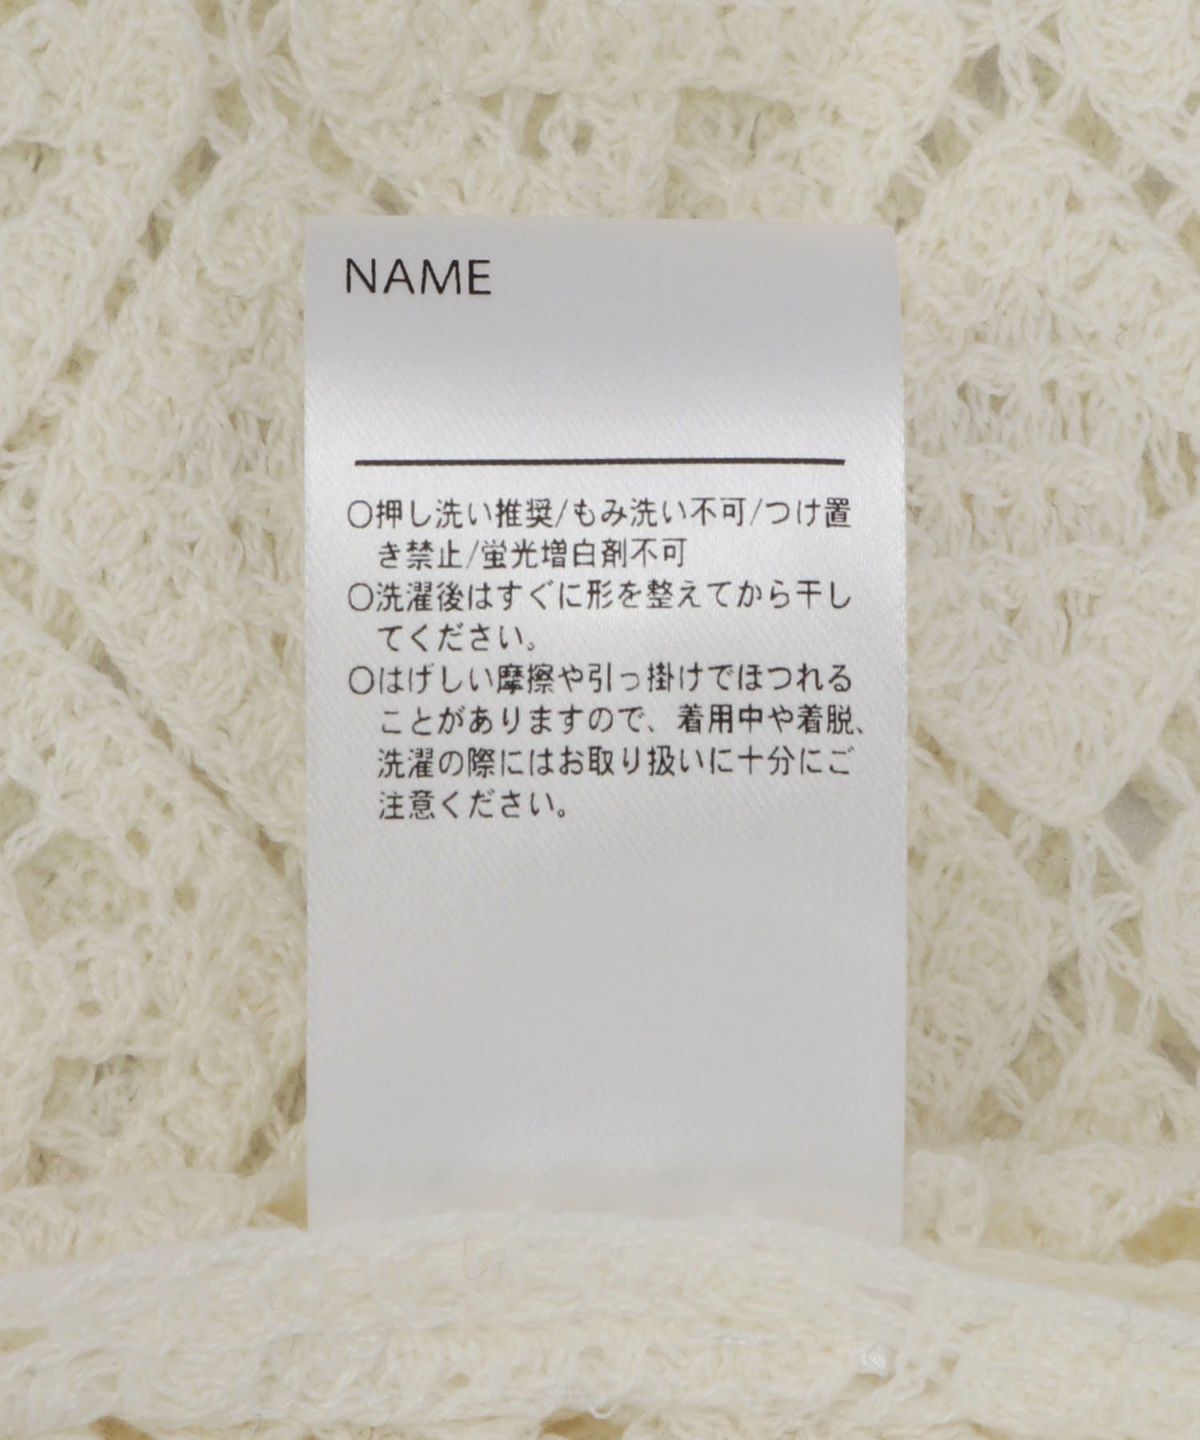 NAME
○押し洗い推奨/もみ洗い不可/つけ置
き禁止/蛍光増白剤不可
○洗濯後はすぐに形を整えてから干し
てください。
○はげしい摩擦や引っ掛けでほつれる
ことがありますので、着用中や着脱、
洗濯の際にはお取り扱いに十分にご
注意ください。